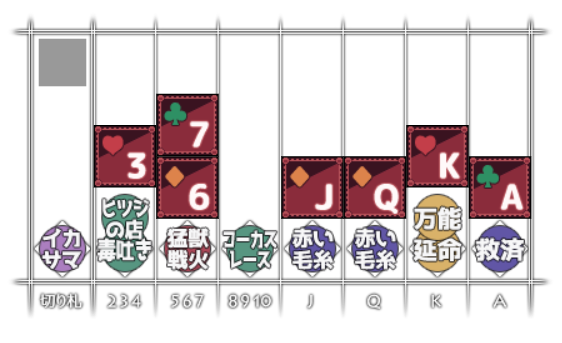 7
3
6
J
Q
K
A
イカ
サマ
ヒツジ
の店
毒吐き
猛獣
戦火
コーカス
レース
赤い
毛糸
赤い
毛糸
万能
延命
救済
切り札 234 567 8910 J Q K A